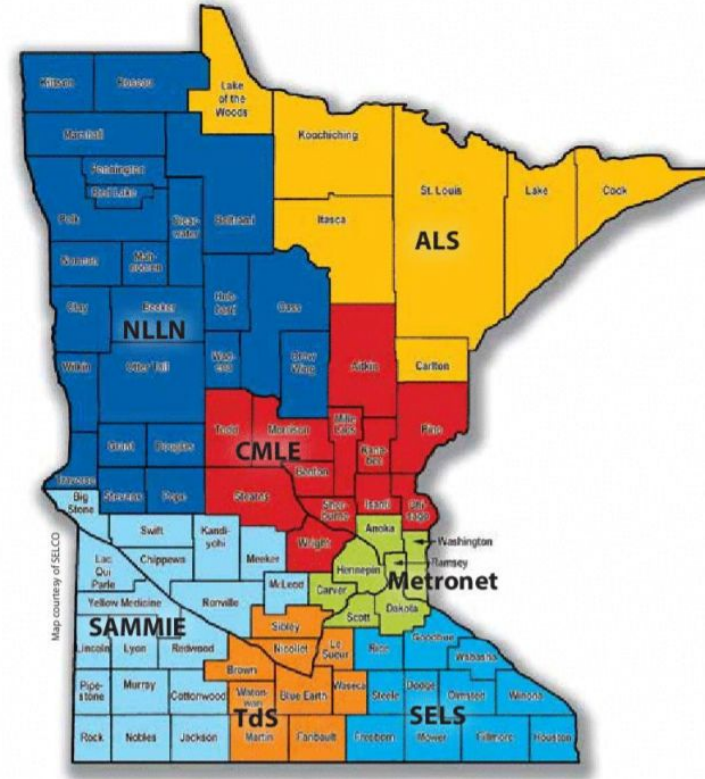 Kittson
Roseau
Lake
of the
Woods
Marshall
Koochiching
Pennington
Red Lake
St. Louis
Lake
Cook
Polk
Clear-
water
Beltrami
Itasca
ALS
Norman
Mah-
nomen
Clay
Becker
Hub-
bard
Cass
NLLN
Wilkin
Otter Tail
Wad-
ena
Crow
Wing
Aitkin
Carlton
Todd
Morrison
Mille
Laks
Kana-
bec
Pine
Grant
Douglas
CMLE
Benton
Traverse
Big
Stone
Stevens
Pope
Stearns
Sher-
burne
Isanti
Chi-
sago
Swift
Kandi-
yohi
Meeker
Wright
Anoka
Washington
Lac
Qui
Parle
Chippewa
Hennepin
Ramsey
McLeod
Carver
Metronet
Yellow Medicine
Renville
Scott
Dakota
SAMMIE
Sibley
Lincoln
Lyon
Redwood
Nicollet
Le
Sueur
Rice
Goodhue
Wabasha
Brown
Pipe-
stone
Murray
Cottonwood
Waton-
wan
Blue Earth
Waseca
Steele
Dodge
Olmsted
Winona
TdS
SELS
Rock
Nobles
Jackson
Martin
Faribault
Freeborn
Mower
Fillmore
Houston
Map courtesy of SELCO